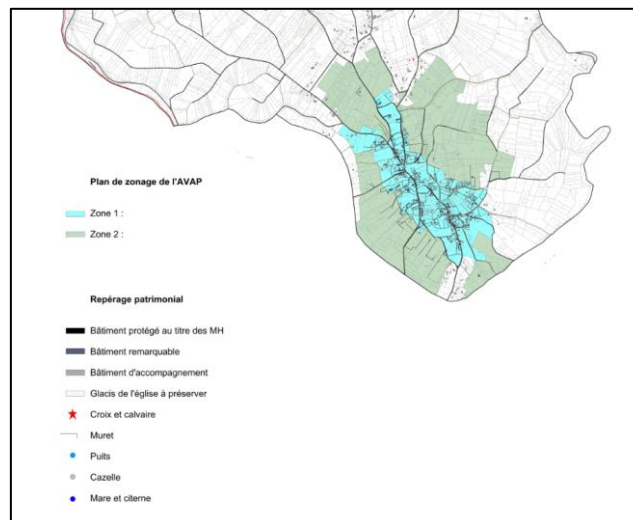 Plan de zonage de l'AVAP
Zone 1 :
Zone 2 :
Repérage patrimonial
Bâtiment protégé au titre des MH
Bâtiment remarquable
Bâtiment d'accompagnement
Glacis de l'église à préserver
Croix et calvaire
Muret
Puits
Cazelle
Mare et citerne